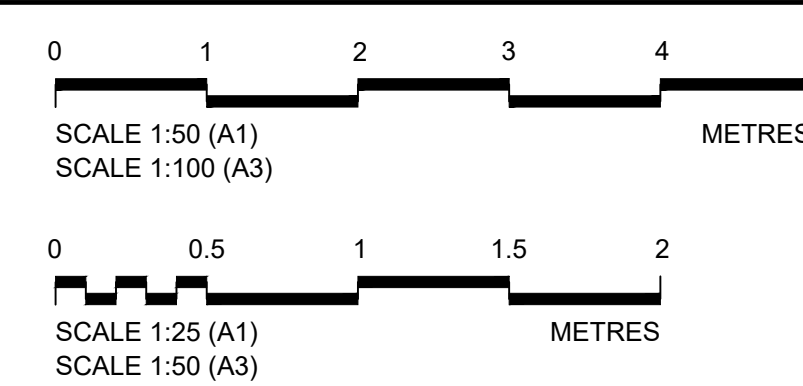 0 1 2 3 4
SCALE 1:50 (A1) METRES
SCALE 1:100 (A3)
0 0.5 1 1.5 2
SCALE 1:25 (A1) METRES
SCALE 1:50 (A3)